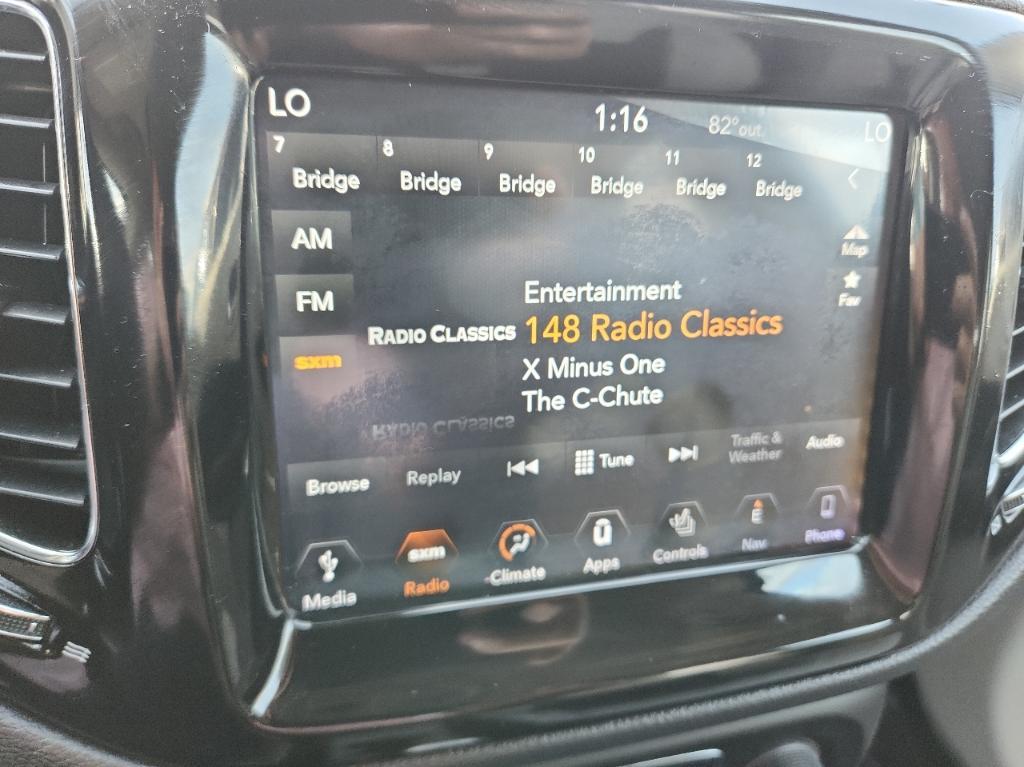 LO 1:16 82° out. LO
7 8 9 10 11 12
Bridge Bridge Bridge Bridge Bridge Bridge
AM
Map
FM
Fav
Entertainment
RADIO CLASSICS 148 Radio Classics
sxm
X Minus One
The C-Chute
RADIO CLASSICS
Browse Replay Tune Traffic & Weather Audio
sxm
Media Radio Climate Apps Controls Nav Phone